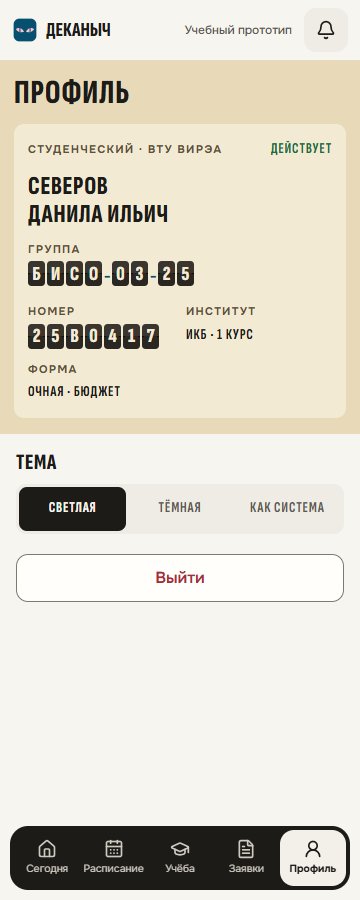 ДЕКАНЫЧ
Учебный прототип
ПРОФИЛЬ
СТУДЕНЧЕСКИЙ · ВТУ ВИРЭА
ДЕЙСТВУЕТ
СЕВЕРОВ
ДАНИЛА ИЛЬИЧ
ГРУППА
БИСО-03-25
НОМЕР
25В0417
ИНСТИТУТ
ИКБ · 1 КУРС
ФОРМА
ОЧНАЯ · БЮДЖЕТ
ТЕМА
СВЕТЛАЯ
ТЁМНАЯ
КАК СИСТЕМА
Выйти
Сегодня
Расписание
Учёба
Заявки
Профиль